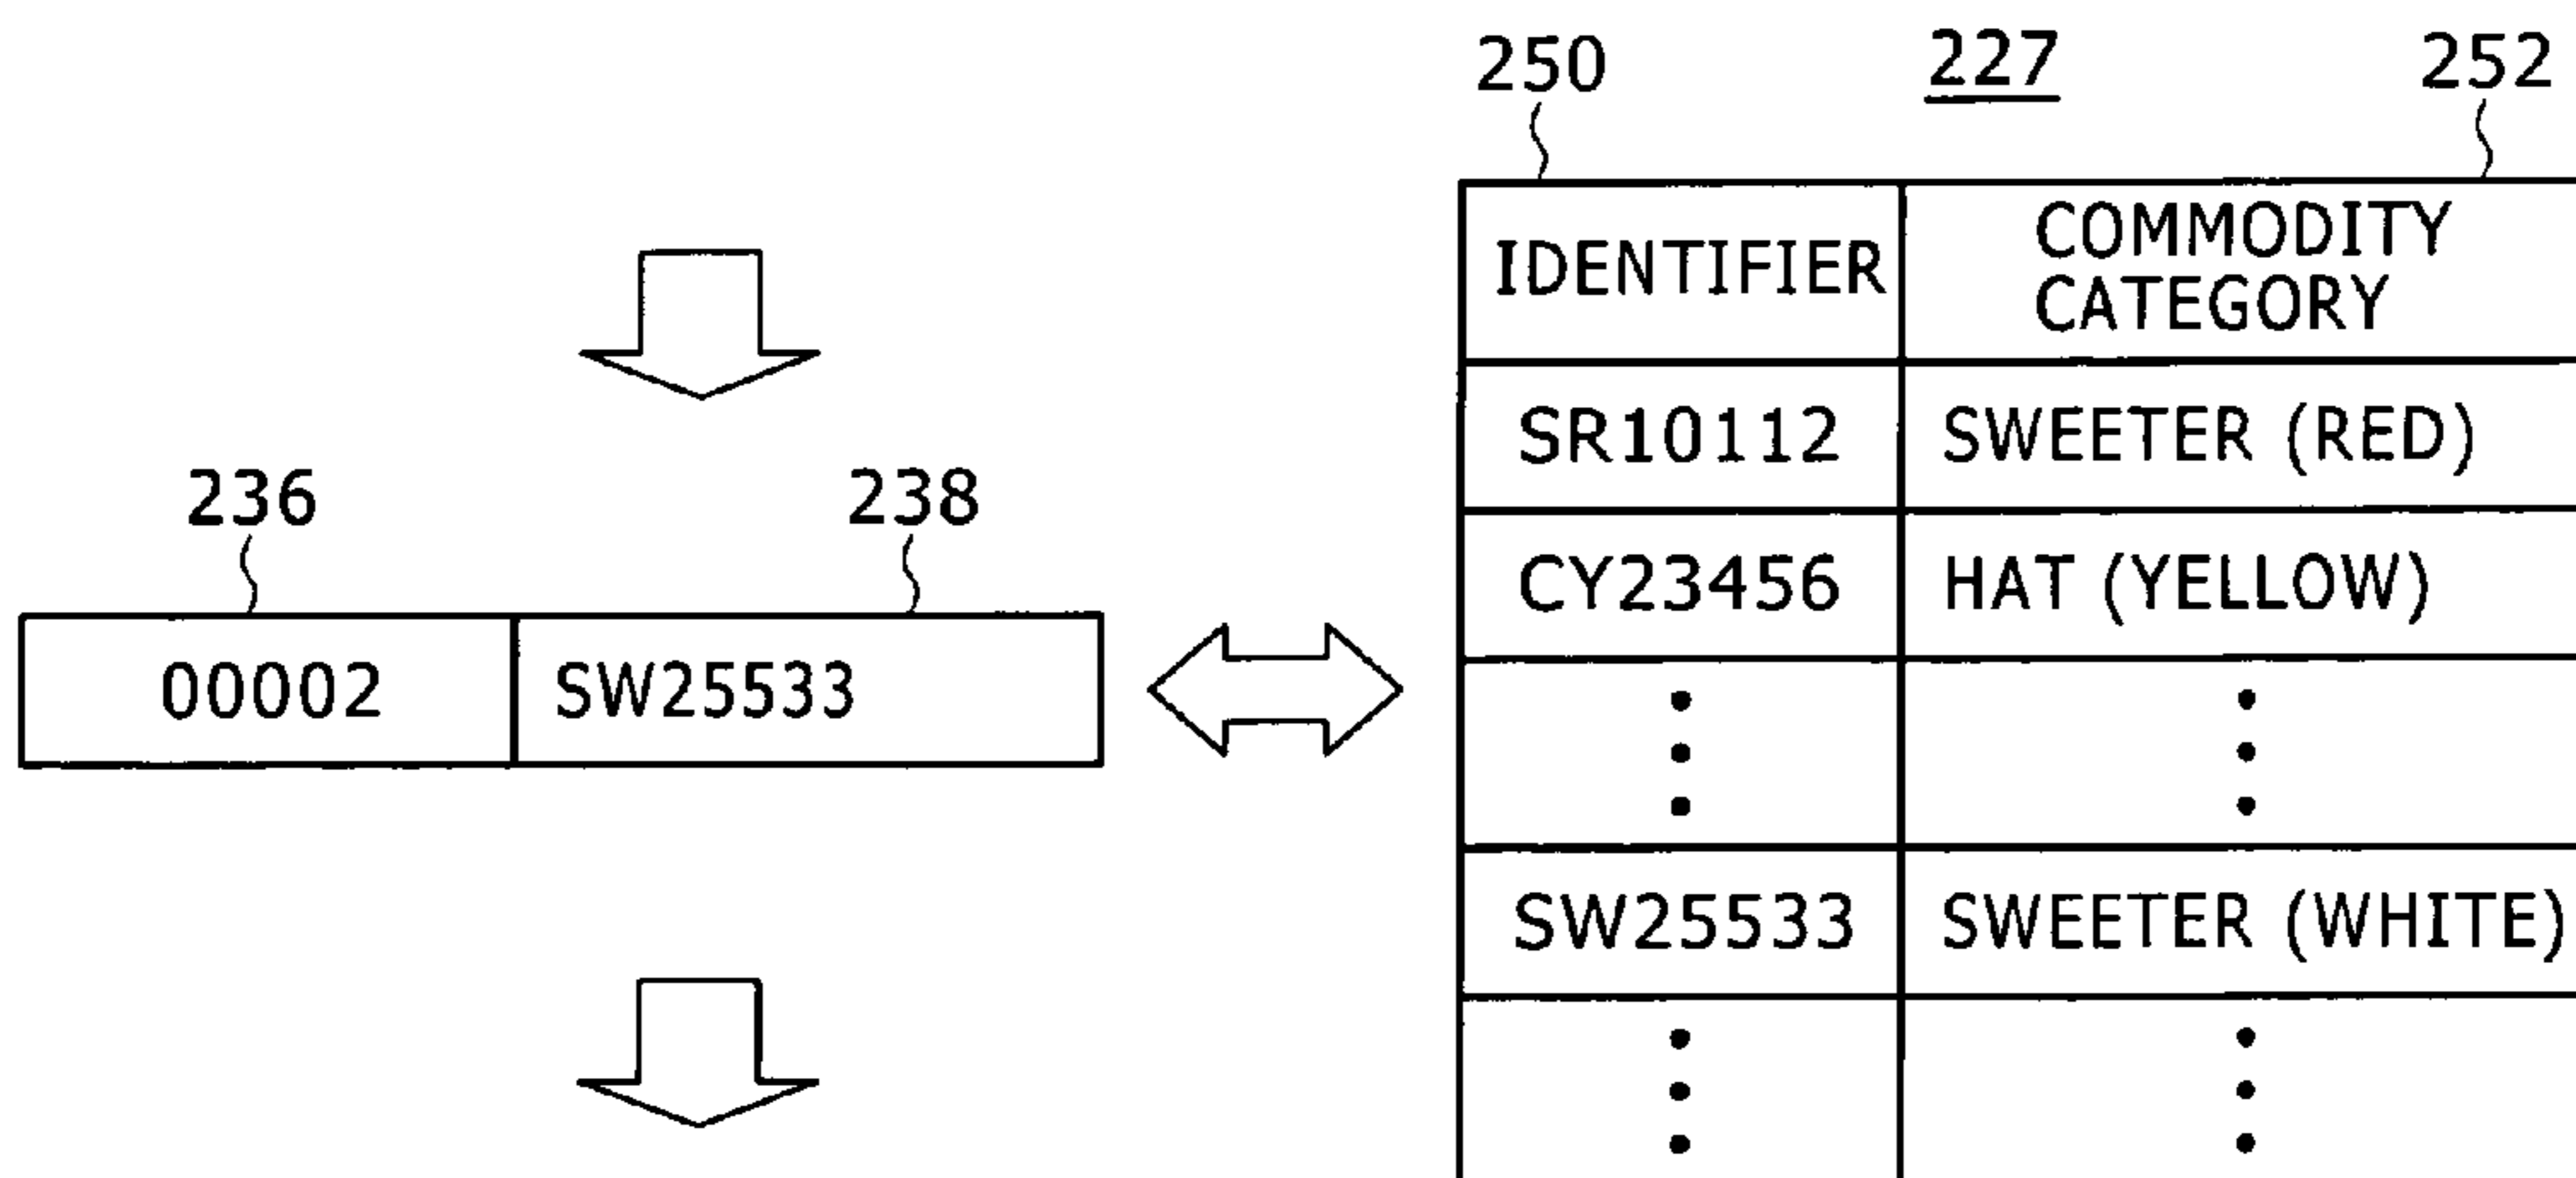 250 227 252
IDENTIFIER COMMODITY
CATEGORY
SR10112 SWEETER (RED)
236 238
CY23456 HAT (YELLOW)
00002 SW25533
SW25533 SWEETER (WHITE)